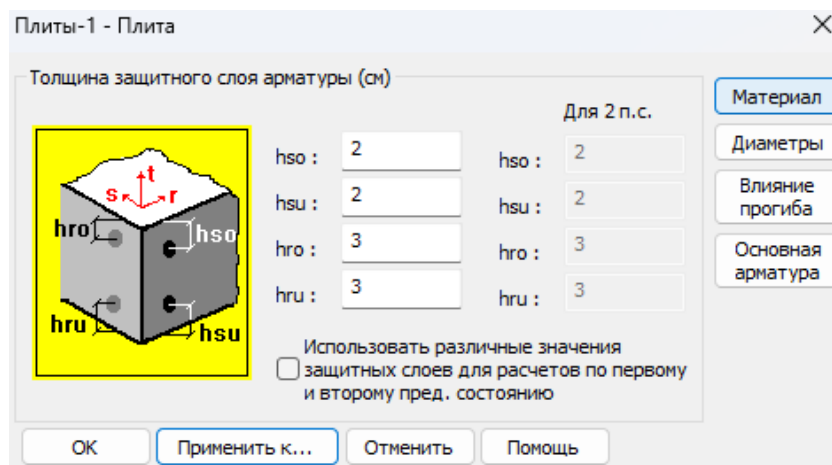 Плиты-1 - Плита
Толщина защитного слоя арматуры (см)
Для 2 п.с.
hso : 2 hso : 2
hsu : 2 hsu : 2
hro : 3 hro : 3
hru : 3 hru : 3
t
s r
hro hso
hru hsu
Использовать различные значения
защитных слоев для расчетов по первому
и второму пред. состоянию
Материал
Диаметры
Влияние
прогиба
Основная
арматура
OK Применить к... Отменить Помощь